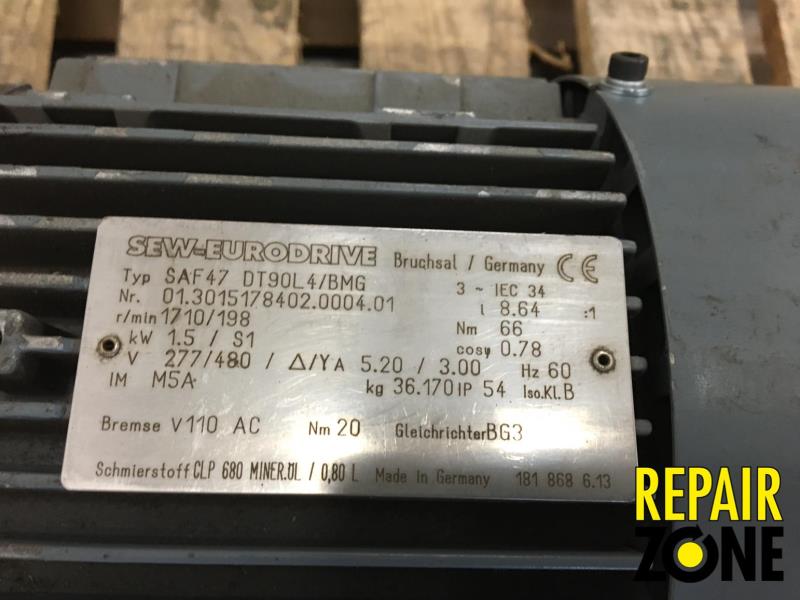 SEW-EURODRIVE Bruchsal / Germany CE
Typ SAF47 DT90L4/BMG 3 ~ IEC 34
Nr. 01.3015178402.0004.01 i 8.64 :1
r/min 1710/198 Nm 66
kW 1.5 / S1 cosφ 0.78
V 277/480 / Δ/Y A 5.20 / 3.00 Hz 60
IM M5A kg 36.170 IP 54 Iso.Kl. B
Bremse V110 AC Nm 20 Gleichrichter BG3
Schmierstoff CLP 680 MINER.ÖL / 0,80 L Made in Germany 181 868 6.13
REPAIR
ZONE